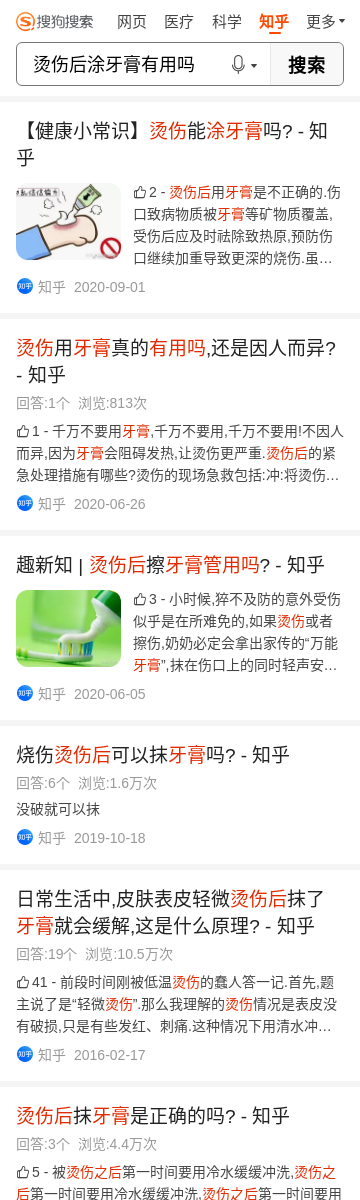 搜狗搜索 网页 医疗 科学 知乎 更多
烫伤后涂牙膏有用吗 搜索
【健康小常识】烫伤能涂牙膏吗? - 知
乎
2 - 烫伤后用牙膏是不正确的.伤
口致病物质被牙膏等矿物质覆盖,
受伤后应及时祛除致热原,预防伤
口继续加重导致更深的烧伤.虽…
知乎 2020-09-01
烫伤用牙膏真的有用吗,还是因人而异?
- 知乎
回答:1个 浏览:813次
1 - 千万不要用牙膏,千万不要用,千万不要用!不因人
而异,因为牙膏会阻碍发热,让烫伤更严重.烫伤后的紧
急处理措施有哪些?烫伤的现场急救包括:冲:将烫伤…
知乎 2020-06-26
趣新知 | 烫伤后擦牙膏管用吗? - 知乎
3 - 小时候,猝不及防的意外受伤
似乎是在所难免的,如果烫伤或者
擦伤,奶奶必定会拿出家传的“万能
牙膏”,抹在伤口上的同时轻声安…
知乎 2020-06-05
烧伤烫伤后可以抹牙膏吗? - 知乎
回答:6个 浏览:1.6万次
没破就可以抹
知乎 2019-10-18
日常生活中,皮肤表皮轻微烫伤后抹了
牙膏就会缓解,这是什么原理? - 知乎
回答:19个 浏览:10.5万次
41 - 前段时间刚被低温烫伤的蠢人答一记.首先,题
主说了是“轻微烫伤”.那么我理解的烫伤情况是表皮没
有破损,只是有些发红、刺痛.这种情况下用清水冲…
知乎 2016-02-17
烫伤后抹牙膏是正确的吗? - 知乎
回答:3个 浏览:4.4万次
5 - 被烫伤之后第一时间要用冷水缓缓冲洗,烫伤之
后第一时间要用冷水缓缓冲洗,烫伤之后第一时间要用